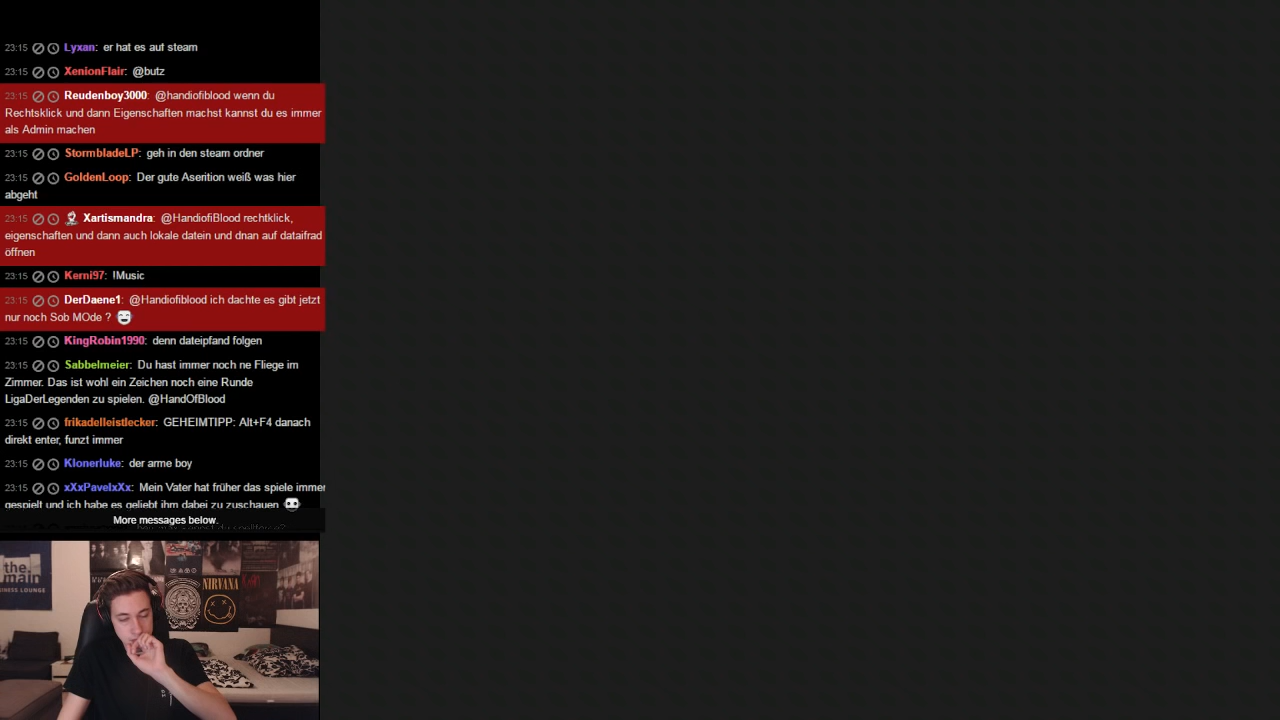 23:15 Lyxan: er hat es auf steam
23:15 XenionFlair: @butz
23:15 Reudenboy3000: @handiofiblood wenn du
Rechtsklick und dann Eigenschaften machst kannst du es immer
als Admin machen
23:15 StormbladeLP: geh in den steam ordner
23:15 GoldenLoop: Der gute Aserition weiß was hier
abgeht
23:15 Xartismandra: @HandiofiBlood rechtklick,
eigenschaften und dann auch lokale datein und dnan auf dataifrad
öffnen
23:15 Kerni97: !Music
23:15 DerDaene1: @Handiofiblood ich dachte es gibt jetzt
nur noch Sob MOde ?
23:15 KingRobin1990: denn dateipfand folgen
23:15 Sabbelmeier: Du hast immer noch ne Fliege im
Zimmer. Das ist wohl ein Zeichen noch eine Runde
LigaDerLegenden zu spielen. @HandOfBlood
23:15 frikadelleistlecker: GEHEIMTIPP: Alt+F4 danach
direkt enter, funzt immer
23:15 Klonerluke: der arme boy
23:15 xXxPavelxXx: Mein Vater hat früher das spiele immer
gespielt und ich habe es geliebt ihm dabei zu zuschauen
More messages below.
the
main
NESS LOUNGE
NIRVANA